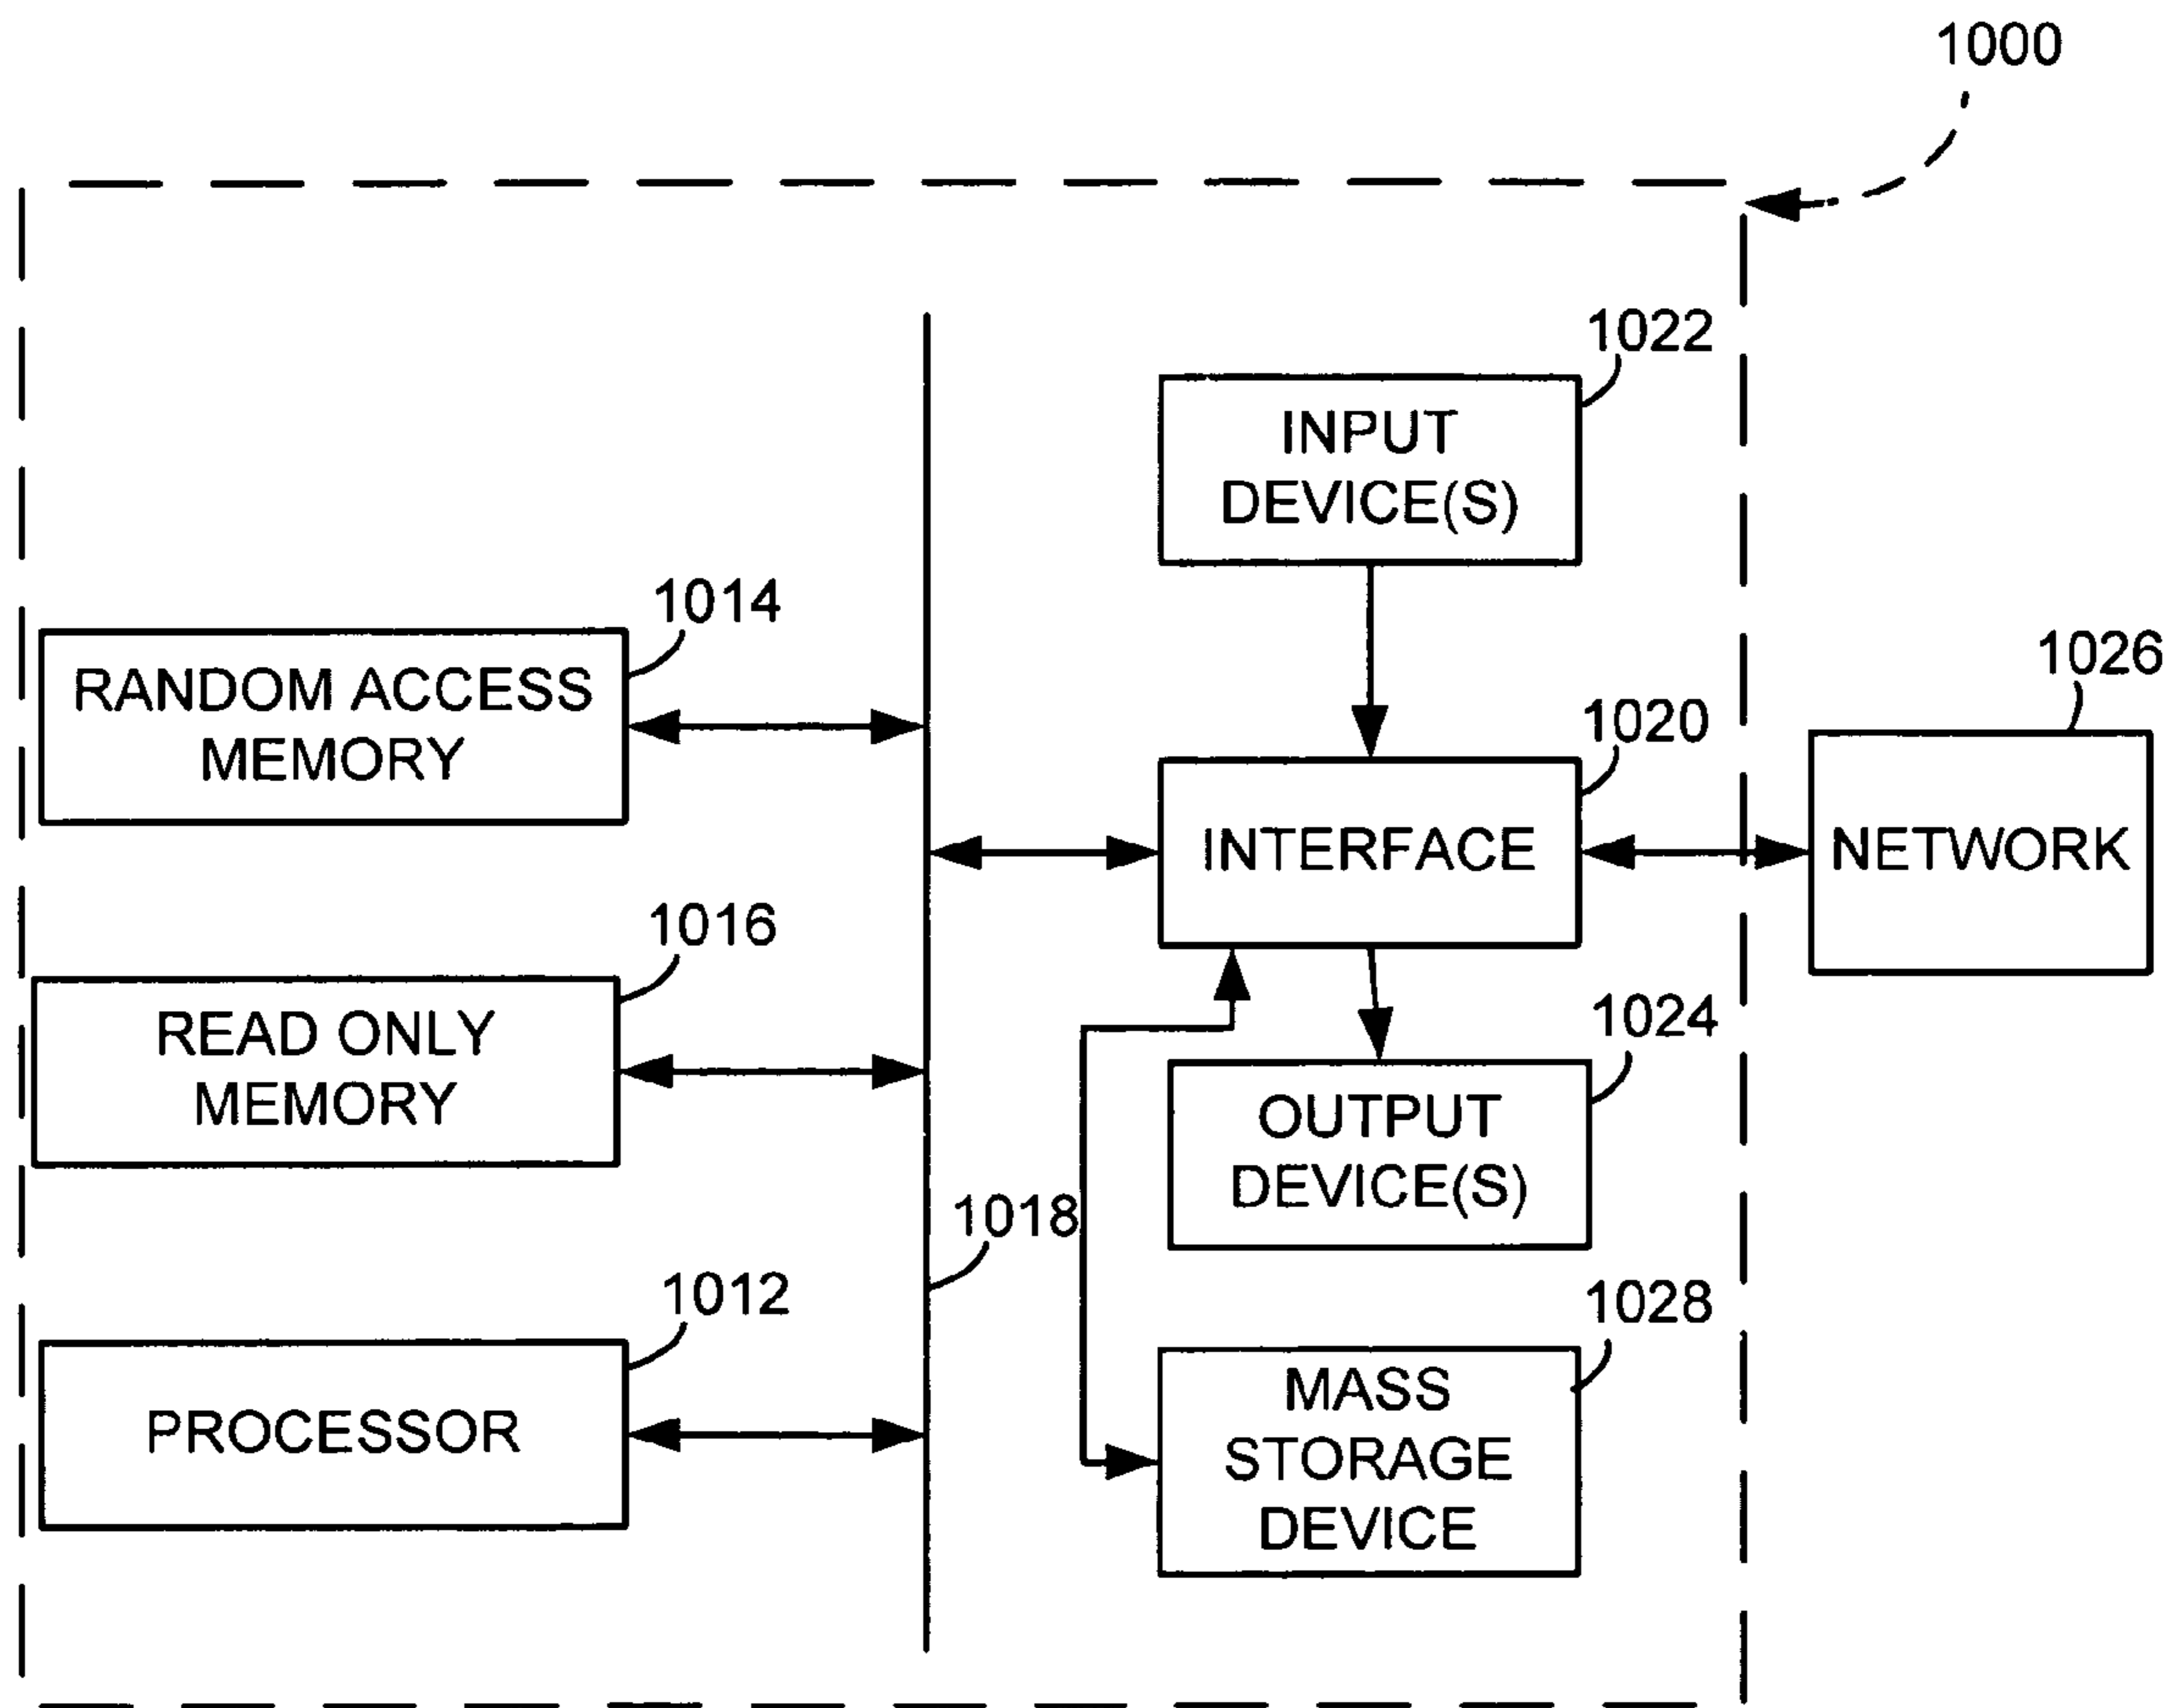 1000
1022
INPUT
DEVICE(S)
1014
RANDOM ACCESS
MEMORY
1026
NETWORK
1020
INTERFACE
1016
READ ONLY
MEMORY
1024
OUTPUT
DEVICE(S)
1018
1012
PROCESSOR
1028
MASS
STORAGE
DEVICE